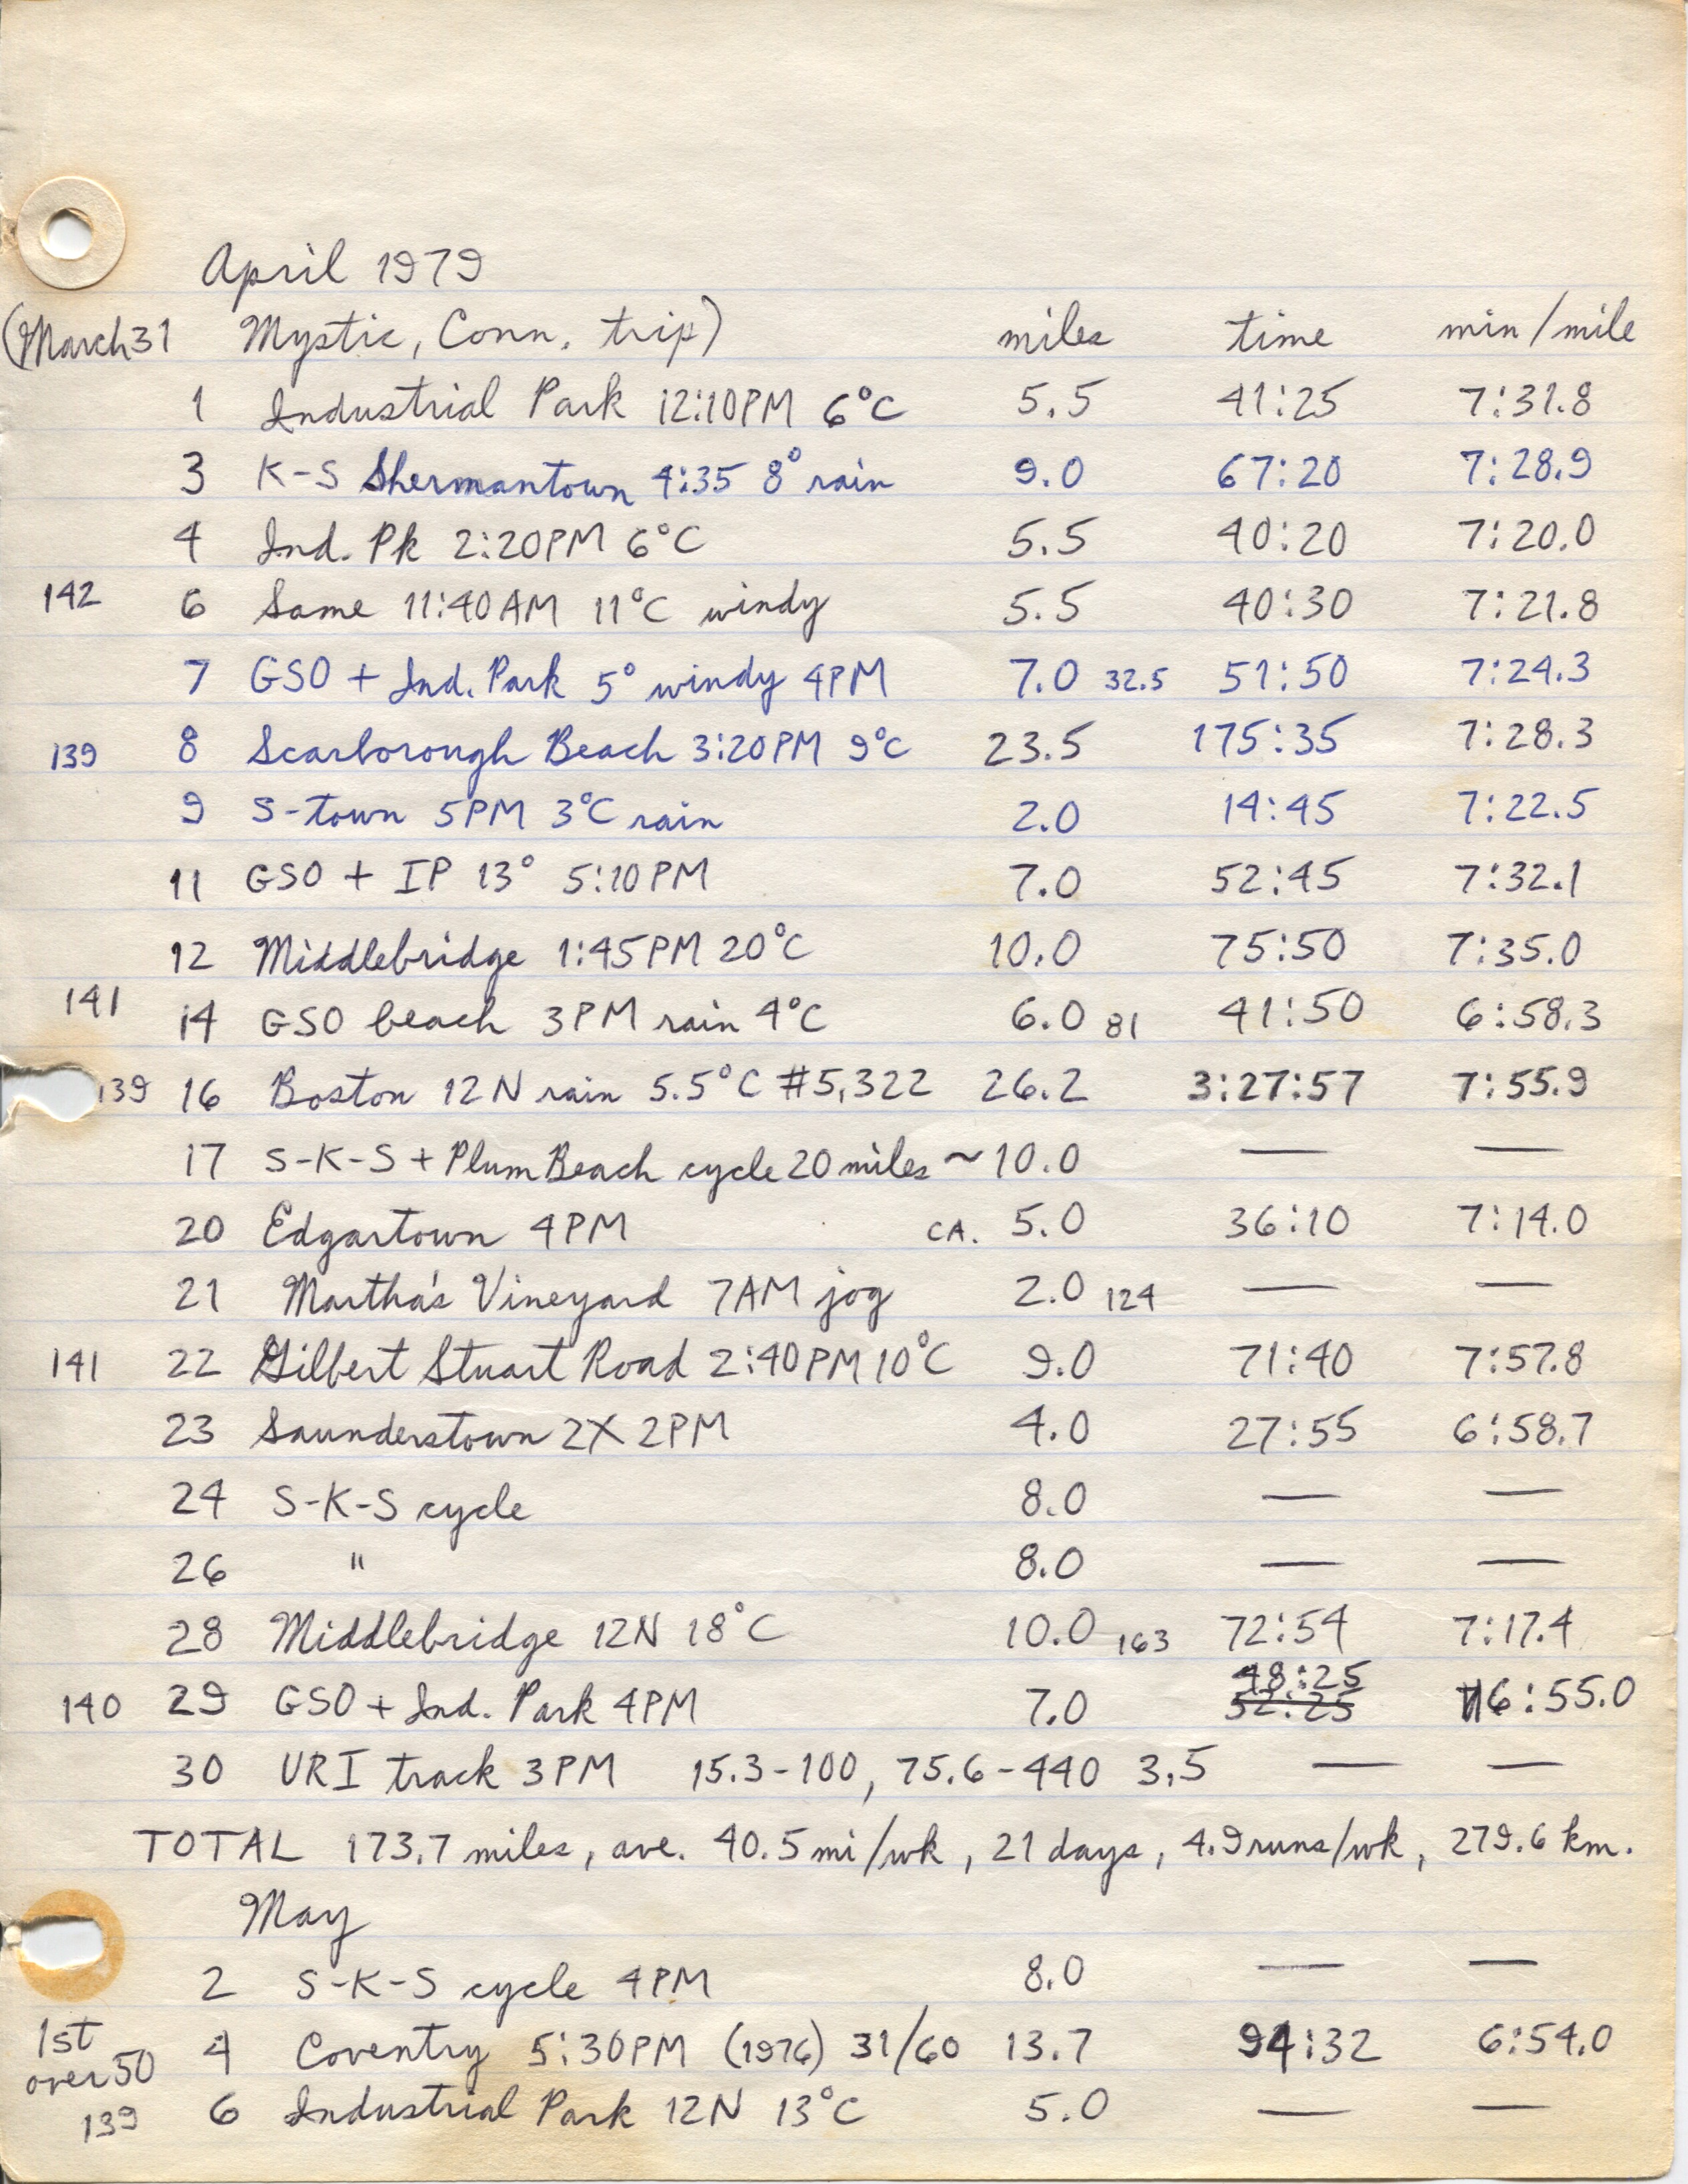 April 1979
(March 31 Mystic, Conn. trip) miles time min/mile
1 Industrial Park 12:10PM 6°C 5.5 41:25 7:31.8
3 K-S Shermantown 4:35 8° rain 9.0 67:20 7:28.9
4 Ind. Pk 2:20PM 6°C 5.5 40:20 7:20.0
142 6 Same 11:40AM 11°C windy 5.5 40:30 7:21.8
7 GSO + Ind. Park 5° windy 4PM 7.0 32.5 51:50 7:24.3
139 8 Scarborough Beach 3:20PM 9°C 23.5 175:35 7:28.3
9 S-town 5PM 3°C rain 2.0 14:45 7:22.5
11 GSO + IP 13° 5:10PM 7.0 52:45 7:32.1
12 Middlebridge 1:45PM 20°C 10.0 75:50 7:35.0
141 14 GSO beach 3PM rain 4°C 6.0 81 41:50 6:58.3
139 16 Boston 12N rain 5.5°C #5,322 26.2 3:27:57 7:55.9
17 S-K-S + Plum Beach cycle 20 miles ~10.0 — —
20 Edgartown 4PM CA. 5.0 36:10 7:14.0
21 Martha's Vineyard 7AM jog 2.0 124 — —
141 22 Gilbert Stuart Road 2:40PM 10°C 9.0 71:40 7:57.8
23 Saunderstown 2X 2PM 4.0 27:55 6:58.7
24 S-K-S cycle 8.0 — —
26 " 8.0 — —
28 Middlebridge 12N 18°C 10.0 163 72:54 7:17.4
48:25
140 29 GSO + Ind. Park 4PM 7.0 52:25 6:55.0
30 URI track 3PM 15.3-100, 75.6-440 3.5 — —
TOTAL 173.7 miles, ave. 40.5 mi/wk, 21 days, 4.9 runs/wk, 279.6 km.
May
2 S-K-S cycle 4PM 8.0 — —
1st over 50 4 Coventry 5:30PM (1976) 31/60 13.7 94:32 6:54.0
139 6 Industrial Park 12N 13°C 5.0 — —